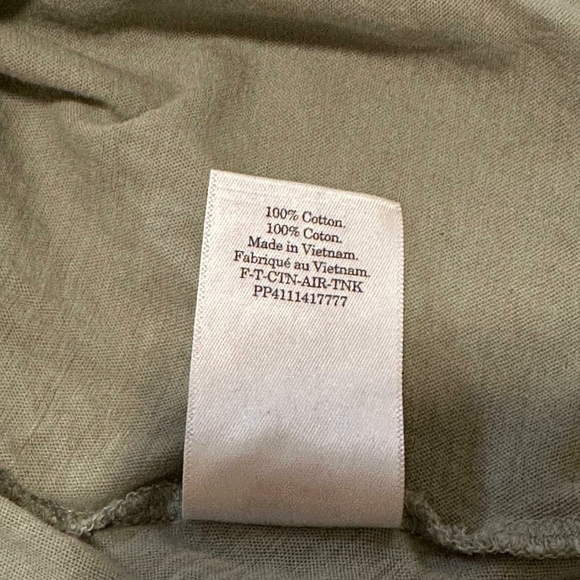 100% Cotton.
100% Coton.
Made in Vietnam.
Fabriqué au Vietnam.
F-T-CTN-AIR-TNK
PP4111417777